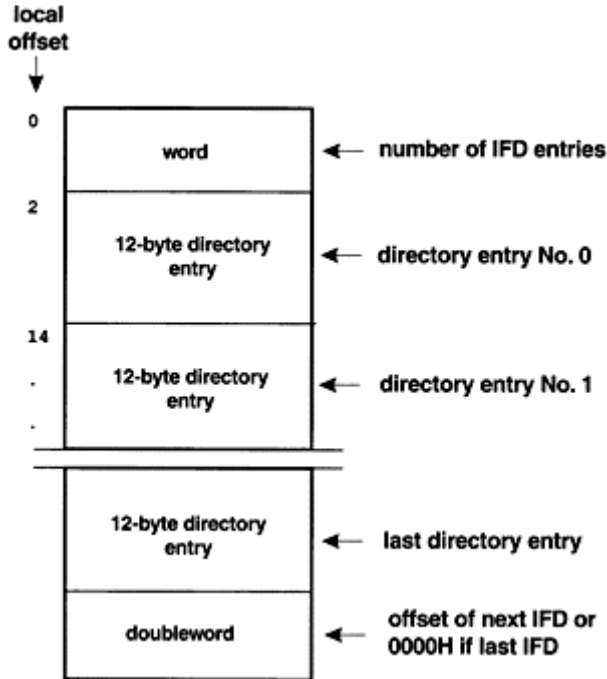 local
offset
0
word
number of IFD entries
2
12-byte directory
entry
directory entry No. 0
14
12-byte directory
entry
directory entry No. 1
.
.
12-byte directory
entry
last directory entry
doubleword
offset of next IFD or
0000H if last IFD